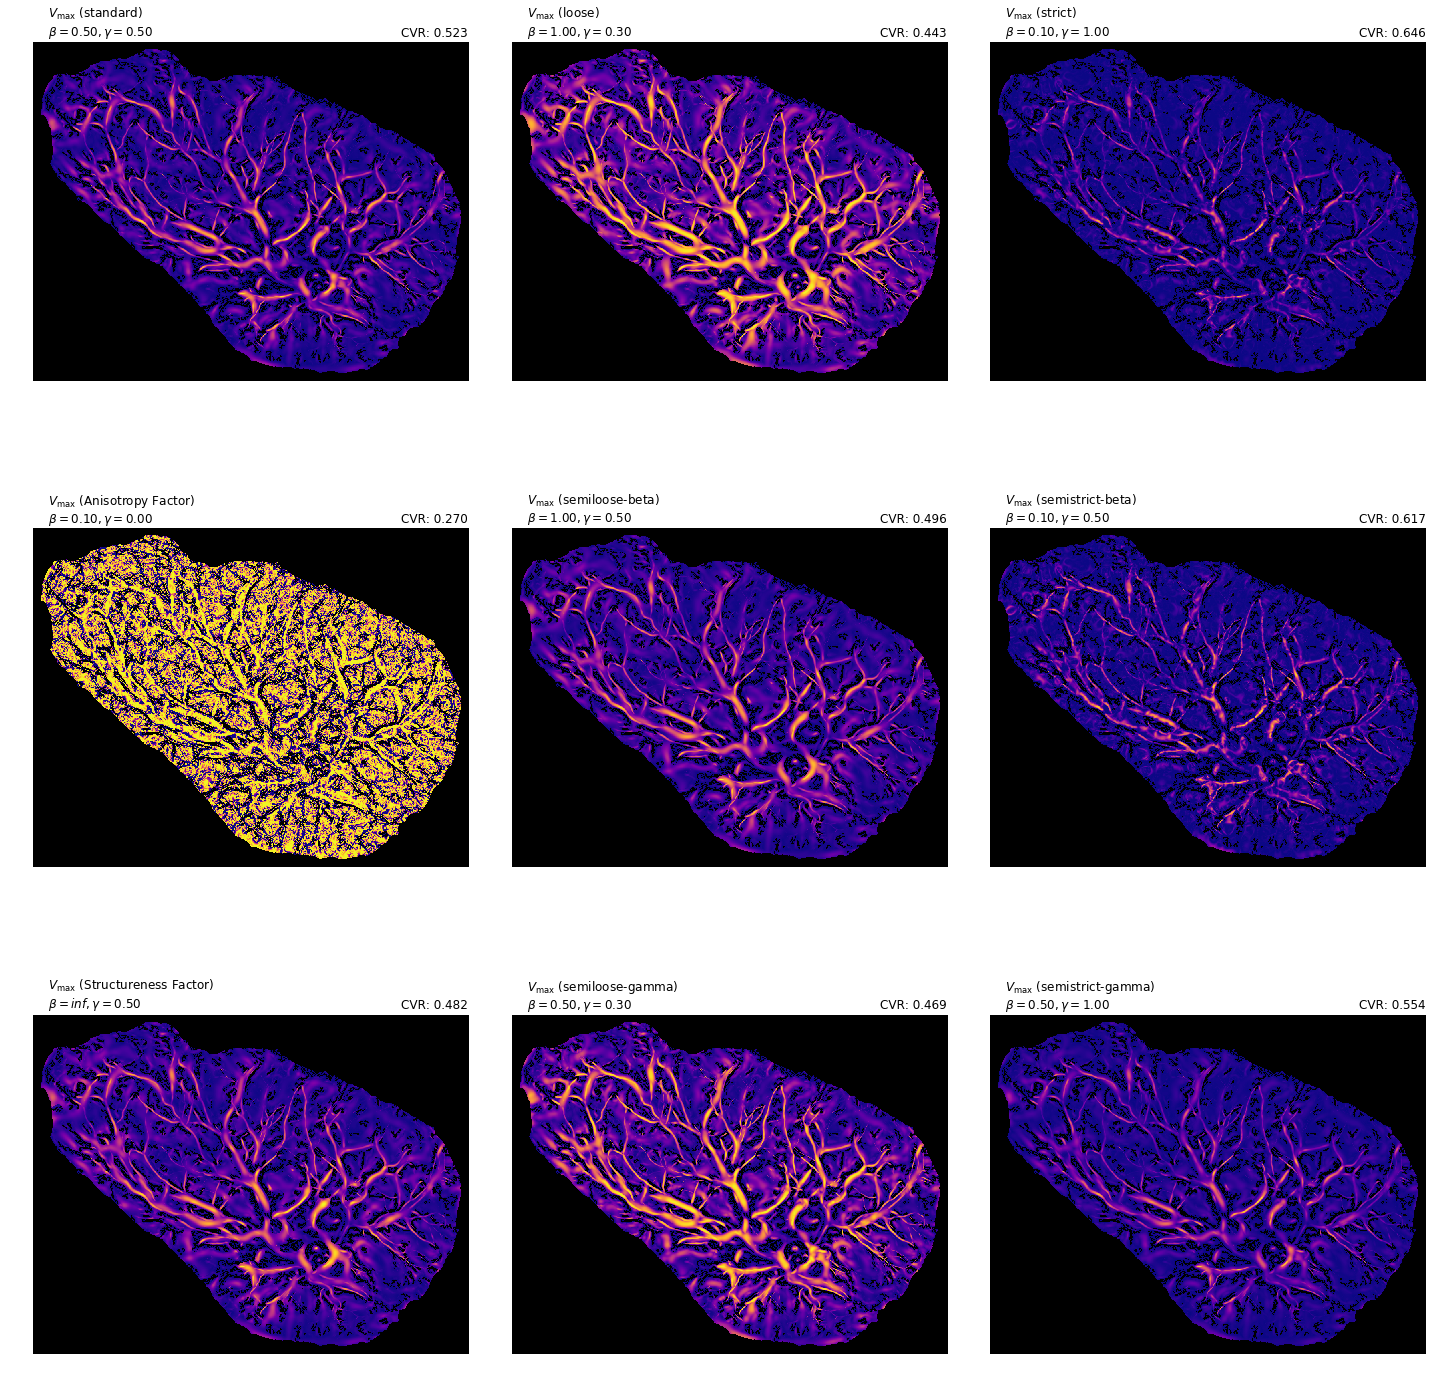 V_max (standard)
β = 0.50, γ = 0.50 CVR: 0.523
V_max (loose)
β = 1.00, γ = 0.30 CVR: 0.443
V_max (strict)
β = 0.10, γ = 1.00 CVR: 0.646
V_max (Anisotropy Factor)
β = 0.10, γ = 0.00 CVR: 0.270
V_max (semiloose-beta)
β = 1.00, γ = 0.50 CVR: 0.496
V_max (semistrict-beta)
β = 0.10, γ = 0.50 CVR: 0.617
V_max (Structureness Factor)
β = inf, γ = 0.50 CVR: 0.482
V_max (semiloose-gamma)
β = 0.50, γ = 0.30 CVR: 0.469
V_max (semistrict-gamma)
β = 0.50, γ = 1.00 CVR: 0.554